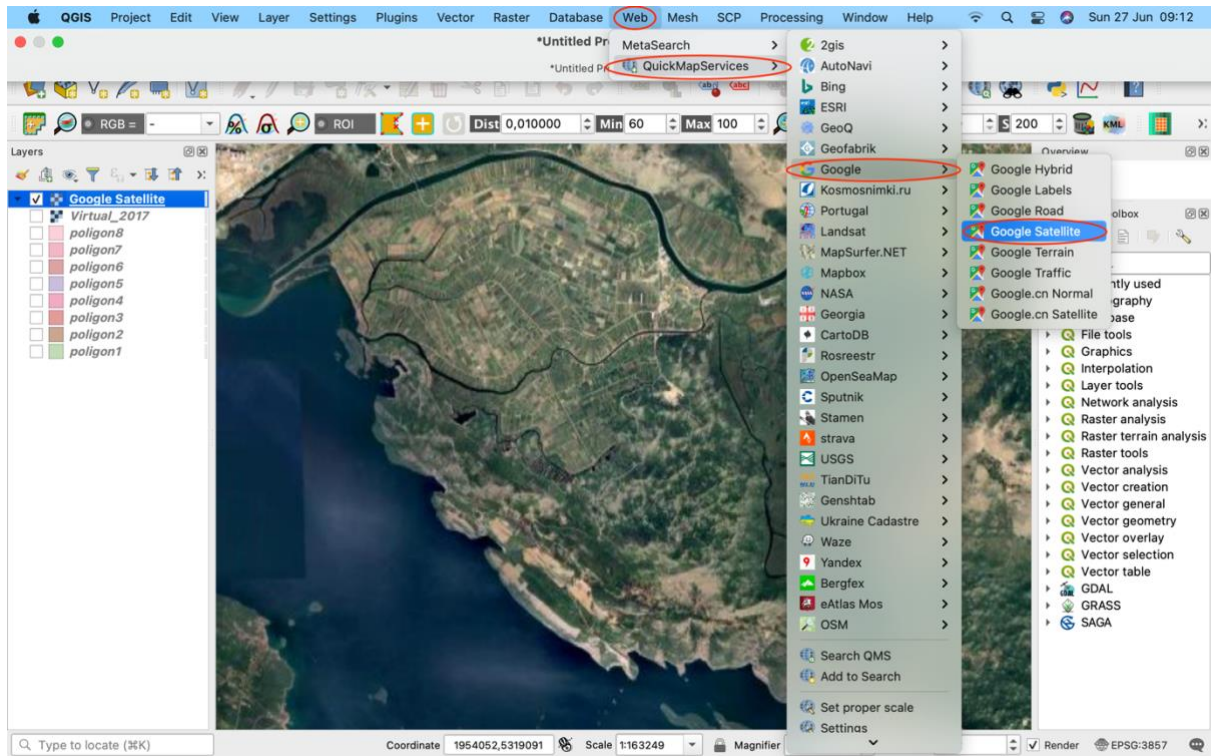 QGIS Project Edit View Layer Settings Plugins Vector Raster Database Web Mesh SCP Processing Window Help Sun 27 Jun 09:12
*Untitled Pr
*Untitled Pr
MetaSearch
QuickMapServices
2gis
AutoNavi
Bing
ESRI
GeoQ
Geofabrik
Google
Kosmosnimki.ru
Portugal
Landsat
MapSurfer.NET
Mapbox
NASA
Georgia
CartoDB
Rosreestr
OpenSeaMap
Sputnik
Stamen
strava
USGS
TianDiTu
Genshtab
Ukraine Cadastre
Waze
Yandex
Bergfex
eAtlas Mos
OSM
Search QMS
Add to Search
Set proper scale
Settings
Google Hybrid
Google Labels
Google Road
Google Satellite
Google Terrain
Google Traffic
Google.cn Normal
Google.cn Satellite
RGB = - ROI Dist 0,010000 Min 60 Max 100 S 200 KML
Layers
Google Satellite
Virtual_2017
poligon8
poligon7
poligon6
poligon5
poligon4
poligon3
poligon2
poligon1
Overview
olbox
ntly used
graphy
base
File tools
Graphics
Interpolation
Layer tools
Network analysis
Raster analysis
Raster terrain analysis
Raster tools
Vector analysis
Vector creation
Vector general
Vector geometry
Vector overlay
Vector selection
Vector table
GDAL
GRASS
SAGA
Type to locate (⌘K) Coordinate 1954052,5319091 Scale 1:163249 Magnifier Render EPSG:3857